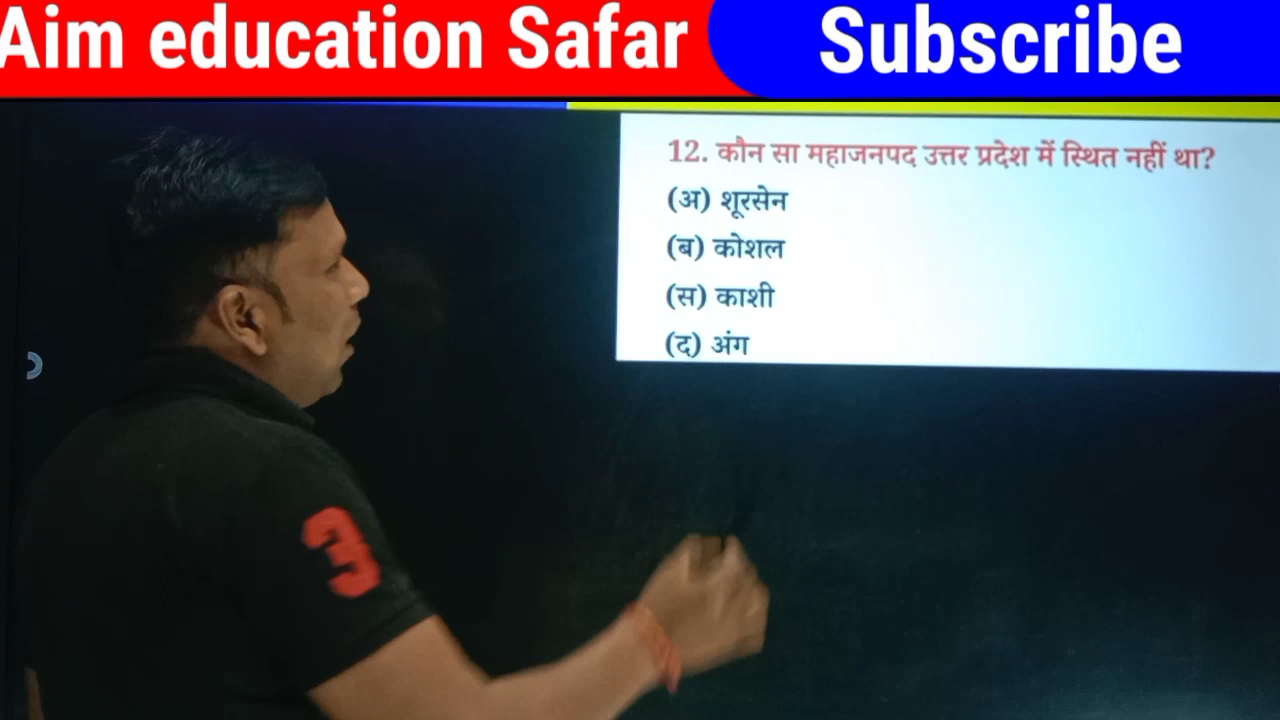 Aim education Safar
Subscribe
12. कौन सा महाजनपद उत्तर प्रदेश में स्थित नहीं था?
(अ) शूरसेन
(ब) कोशल
(स) काशी
(द) अंग
3